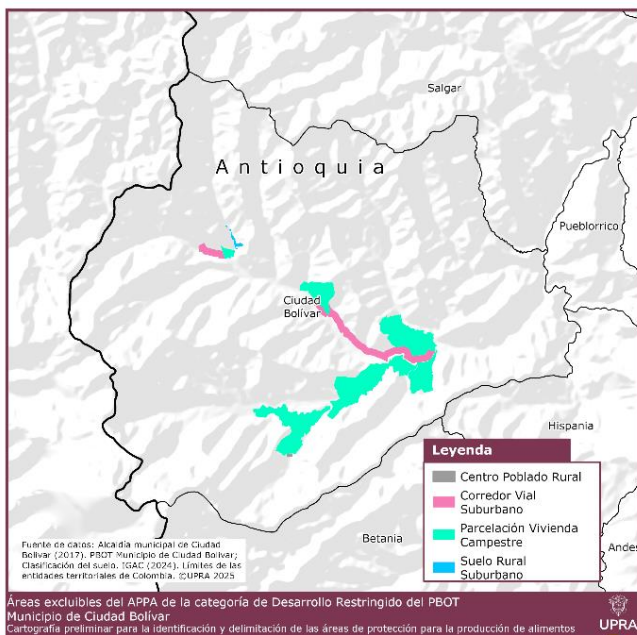 Salgar
Antioquia
Pueblorrico
Ciudad
Bolívar
Hispania
Leyenda
Centro Poblado Rural
Corredor Vial
Suburbano
Parcelación Vivienda
Campestre
Suelo Rural
Suburbano
Betania
Andes
Fuente de datos: Alcaldía municipal de Ciudad
Bolívar (2017). PBOT Municipio de Ciudad Bolívar;
Clasificación del suelo. IGAC (2024). Límites de las
entidades territoriales de Colombia. ©UPRA 2025
Áreas excluibles del APPA de la categoría de Desarrollo Restringido del PBOT
Municipio de Ciudad Bolívar
Cartografía preliminar para la identificación y delimitación de las áreas de protección para la producción de alimentos
UPRA